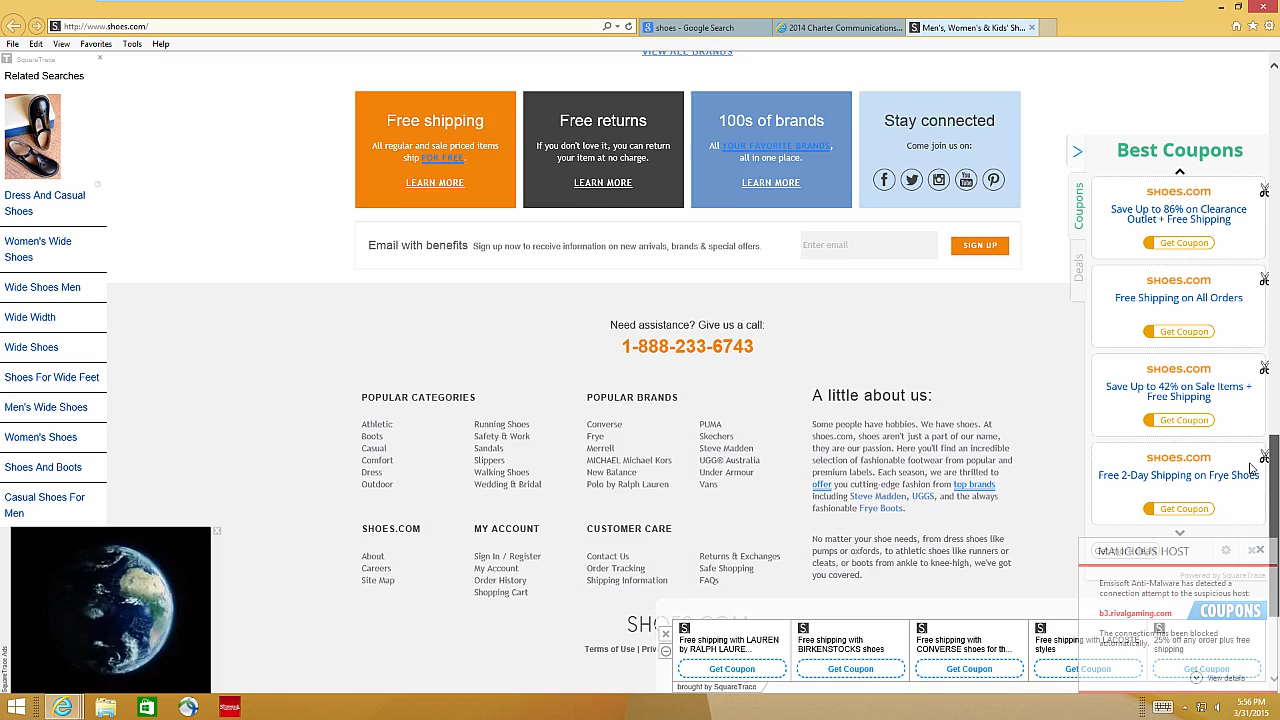 http://www.shoes.com/
shoes - Google Search
2014 Charter Communications...
Men's, Women's & Kids' Sh...
File Edit View Favorites Tools Help
SquareTrace
Related Searches
Dress And Casual
Shoes
Women's Wide
Shoes
Wide Shoes Men
Wide Width
Wide Shoes
Shoes For Wide Feet
Men's Wide Shoes
Women's Shoes
Shoes And Boots
Casual Shoes For
Men
SquareTrace Ads
VIEW ALL BRANDS
Free shipping
All regular and sale priced items
ship FOR FREE.
LEARN MORE
Free returns
If you don't love it, you can return
your item at no charge.
LEARN MORE
100s of brands
All YOUR FAVORITE BRANDS,
all in one place.
LEARN MORE
Stay connected
Come join us on:
You
Tube
Email with benefits Sign up now to receive information on new arrivals, brands & special offers.
Enter email
SIGN UP
Need assistance? Give us a call:
1-888-233-6743
POPULAR CATEGORIES
Athletic
Boots
Casual
Comfort
Dress
Outdoor
Running Shoes
Safety & Work
Sandals
Slippers
Walking Shoes
Wedding & Bridal
POPULAR BRANDS
Converse
Frye
Merrell
MICHAEL Michael Kors
New Balance
Polo by Ralph Lauren
PUMA
Skechers
Steve Madden
UGG® Australia
Under Armour
Vans
A little about us:
Some people have hobbies. We have shoes. At
shoes.com, shoes aren't just a part of our name,
they are our passion. Here you'll find an incredible
selection of fashionable footwear from popular and
premium labels. Each season, we are thrilled to
offer you cutting-edge fashion from top brands
including Steve Madden, UGGS, and the always
fashionable Frye Boots.
No matter your shoe needs, from dress shoes like
pumps or oxfords, to athletic shoes like runners or
cleats, or boots from ankle to knee-high, we've got
you covered.
SHOES.COM
About
Careers
Site Map
MY ACCOUNT
Sign In / Register
My Account
Order History
Shopping Cart
CUSTOMER CARE
Contact Us
Order Tracking
Shipping Information
Returns & Exchanges
Safe Shopping
FAQs
SHOES.COM
Terms of Use | Priv
Best Coupons
Coupons
Deals
SHOES.COM
Save Up to 86% on Clearance
Outlet + Free Shipping
Get Coupon
SHOES.COM
Free Shipping on All Orders
Get Coupon
SHOES.COM
Save Up to 42% on Sale Items +
Free Shipping
Get Coupon
SHOES.COM
Free 2-Day Shipping on Frye Shoes
Get Coupon
MALICIOUS HOST
Powered by SquareTrace
Emsisoft Anti-Malware has detected a
connection attempt to the suspicious host:
b3.rivalgaming.com
COUPONS
The connection has been blocked
automatically.
View details
Free shipping with LAUREN
by RALPH LAURE...
Get Coupon
Free shipping with
BIRKENSTOCKS shoes
Get Coupon
Free shipping with
CONVERSE shoes for th...
Get Coupon
Free shipping with LACOSTE
styles
Get Coupon
25% off any order plus free
shipping
Get Coupon
brought by SquareTrace
5:56 PM
3/31/2015